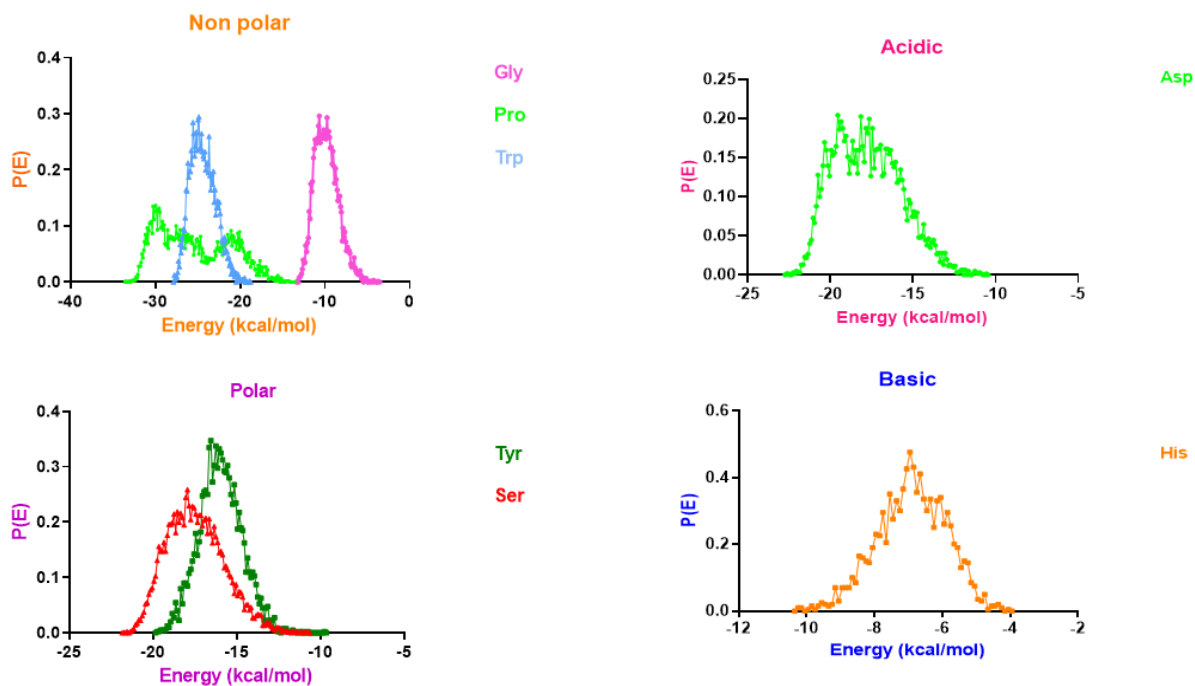 Non polar
0.4
0.3
0.2
0.1
0.0
P(E)
-40
-30
-20
-10
0
Energy (kcal/mol)
Gly
Pro
Trp
Acidic
0.25
0.20
0.15
0.10
0.05
0.00
P(E)
-25
-20
-15
-10
-5
Energy (kcal/mol)
Asp
Polar
0.4
0.3
0.2
0.1
0.0
P(E)
-25
-20
-15
-10
-5
Energy (kcal/mol)
Tyr
Ser
Basic
0.6
0.4
0.2
0.0
P(E)
-12
-10
-8
-6
-4
-2
Energy (kcal/mol)
His